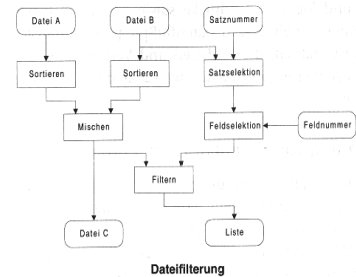 Datei A
Datei B
Satznummer
Sortieren
Sortieren
Satzselektion
Mischen
Feldselektion
Feldnummer
Filtern
Datei C
Liste
Dateifilterung